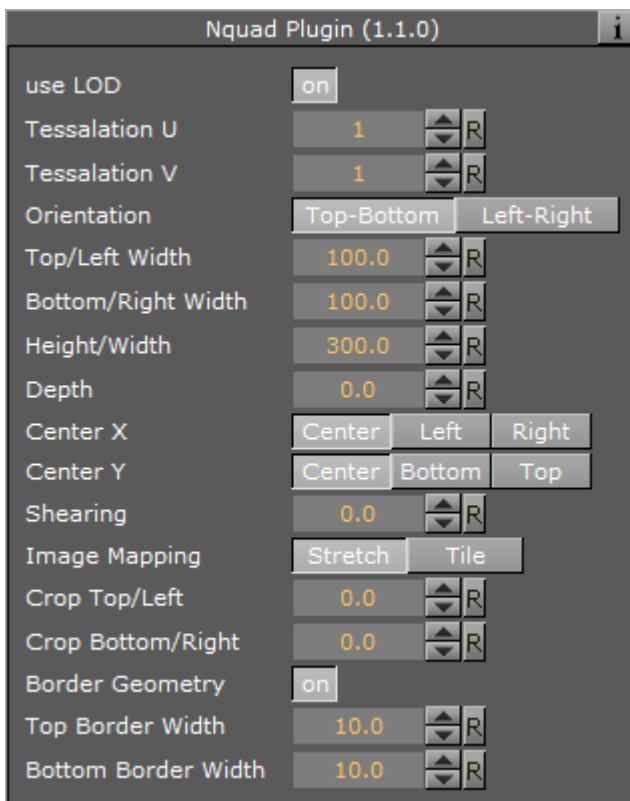 Nquad Plugin (1.1.0) i
use LOD on
Tessalation U 1 R
Tessalation V 1 R
Orientation Top-Bottom Left-Right
Top/Left Width 100.0 R
Bottom/Right Width 100.0 R
Height/Width 300.0 R
Depth 0.0 R
Center X Center Left Right
Center Y Center Bottom Top
Shearing 0.0 R
Image Mapping Stretch Tile
Crop Top/Left 0.0 R
Crop Bottom/Right 0.0 R
Border Geometry on
Top Border Width 10.0 R
Bottom Border Width 10.0 R